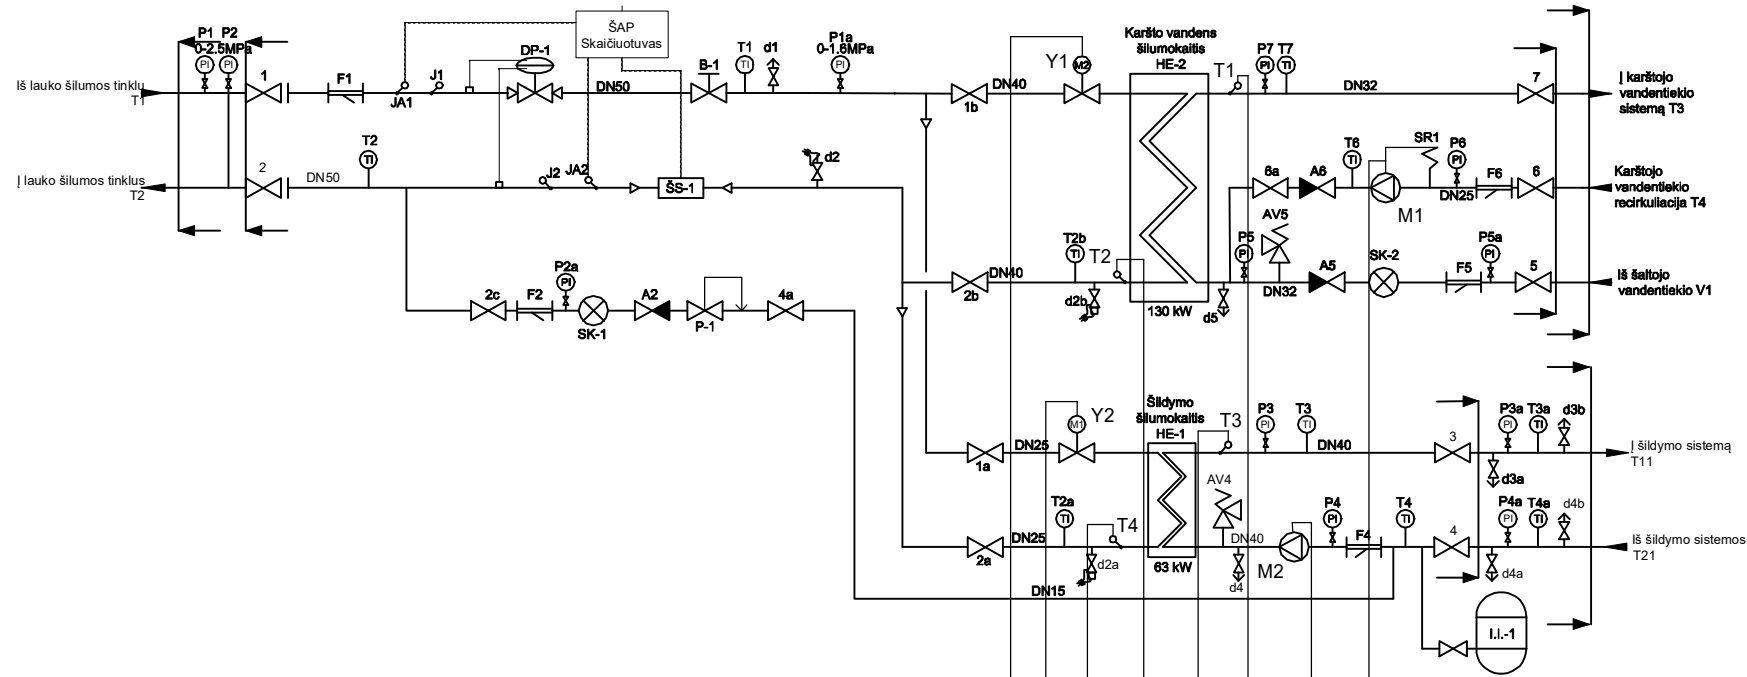 ŠAP
Skaičiuotuvas
P1 P2
0-2.5MPa
PI PI
1
F1
JA1
J1
DP-1
DN50
B-1
T1
TI
d1
P1a
0-1.6MPa
PI
Iš lauko šilumos tinklų
T1
1b
DN40
Y1
M2
Karšto vandens
šilumokaitis
HE-2
T1
P7 T7
PI TI
DN32
7
Į karštojo
vandentiekio
sistemą T3
Į lauko šilumos tinklus
T2
2
DN50
T2
TI
J2
JA2
ŠS-1
d2
6a
A6
T6
TI
M1
SR1
P6
PI
DN25
F6
6
Karštojo
vandentiekio
recirkuliacija T4
2b
DN40
T2b
TI
d2b
T2
130 kW
d5
P5
PI
AV5
DN32
A5
SK-2
F5
P5a
PI
5
Iš šaltojo
vandentiekio V1
2c
F2
P2a
PI
SK-1
A2
P-1
4a
1a
DN25
Y2
M1
Šildymo
šilumokaitis
HE-1
T3
P3
PI
T3
TI
DN40
3
d3a
P3a
PI
T3a
TI
d3b
Į šildymo sistemą
T11
2a
DN25
T2a
TI
d2a
T4
63 kW
AV4
DN40
d4
M2
P4
PI
F4
T4
TI
4
d4a
P4a
PI
T4a
TI
d4b
Iš šildymo sistemos
T21
DN15
I.I.-1